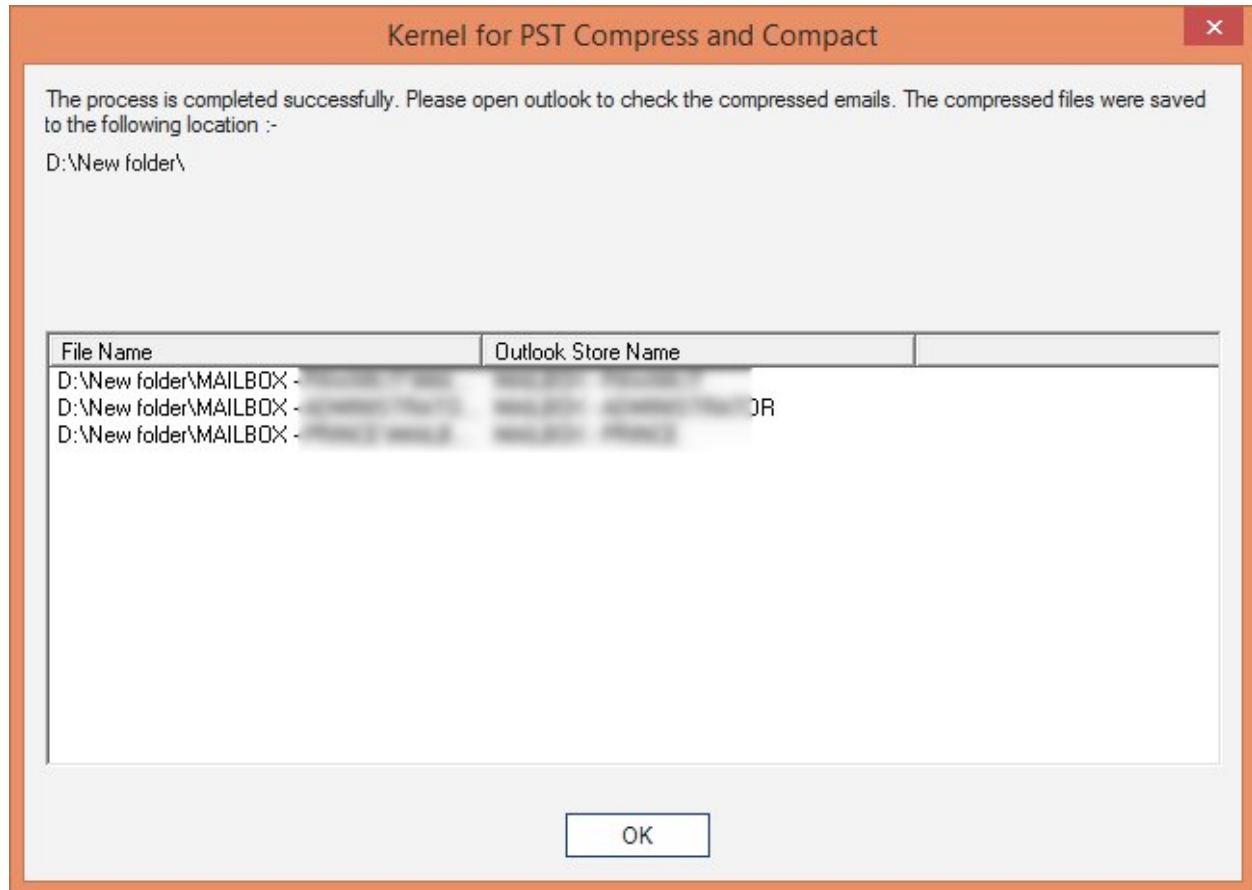 Kernel for PST Compress and Compact
The process is completed successfully. Please open outlook to check the compressed emails. The compressed files were saved
to the following location :-
D:\New folder\
File Name Outlook Store Name
D:\New folder\MAILBOX -
D:\New folder\MAILBOX -
D:\New folder\MAILBOX -
OK